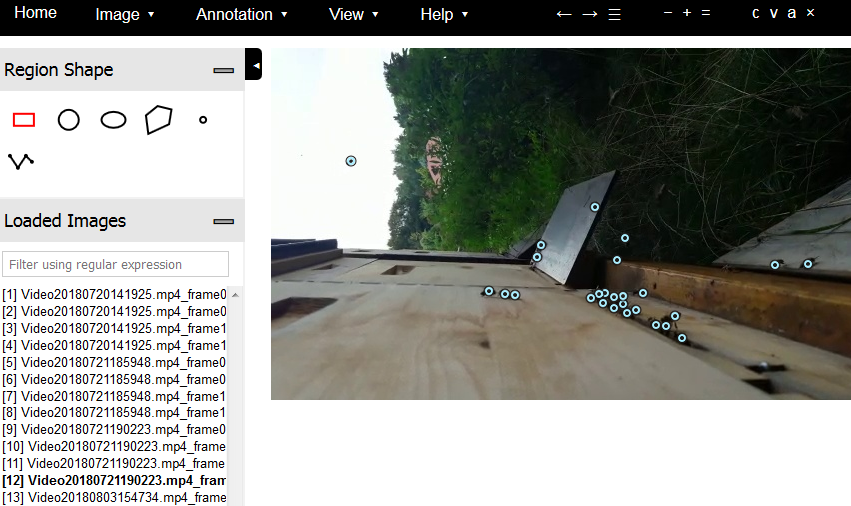 Home Image ▼ Annotation ▼ View ▼ Help ▼ ← → ☰ − + = c v a ×
Region Shape
Loaded Images
Filter using regular expression
[1] Video20180720141925.mp4_frame0
[2] Video20180720141925.mp4_frame0
[3] Video20180720141925.mp4_frame1
[4] Video20180720141925.mp4_frame1
[5] Video20180721185948.mp4_frame0
[6] Video20180721185948.mp4_frame0
[7] Video20180721185948.mp4_frame1
[8] Video20180721185948.mp4_frame1
[9] Video20180721190223.mp4_frame0
[10] Video20180721190223.mp4_frame
[11] Video20180721190223.mp4_frame
[12] Video20180721190223.mp4_fram
[13] Video20180803154734.mp4_frame